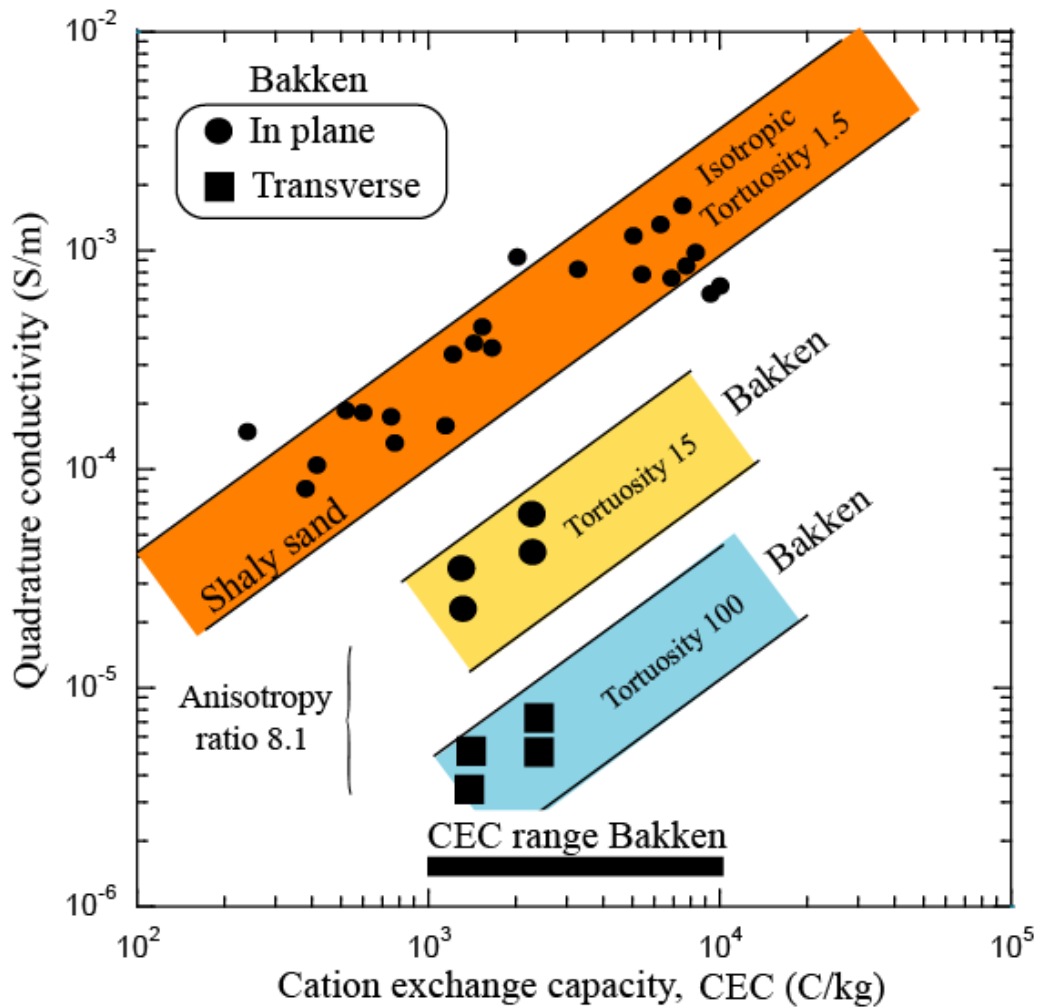 10^-2
Bakken
In plane
Transverse
Isotropic
Tortuosity 1.5
10^-3
Quadrature conductivity (S/m)
Bakken
10^-4
Tortuosity 15
Shaly sand
Bakken
Tortuosity 100
10^-5
Anisotropy
ratio 8.1
CEC range Bakken
10^-6
10^2
10^3
10^4
10^5
Cation exchange capacity, CEC (C/kg)